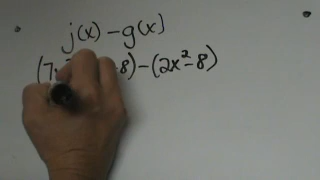 j(x) - g(x)
(7 -8) - (2x² - 8)